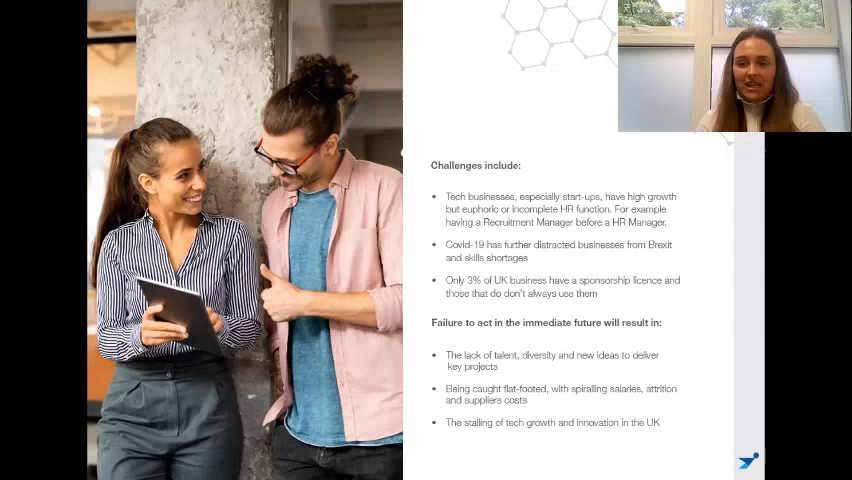 Challenges include:
• Tech businesses, especially start-ups, have high growth
but euphoric or incomplete HR function. For example
having a Recruitment Manager before a HR Manager.
• Covid-19 has further distracted businesses from Brexit
and skills shortages
• Only 3% of UK business have a sponsorship licence and
those that do don't always use them
Failure to act in the immediate future will result in:
• The lack of talent, diversity and new ideas to deliver
key projects
• Being caught flat-footed, with spiralling salaries, attrition
and suppliers costs
• The stalling of tech growth and innovation in the UK